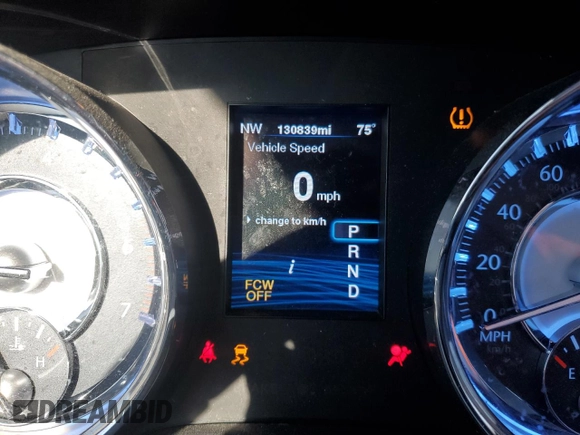 NW 130839mi 75°
Vehicle Speed
0 mph
change to km/h
P
R
N
D
i
FCW
OFF
7
H
60
40
20
0
MPH
E
DREAMBID